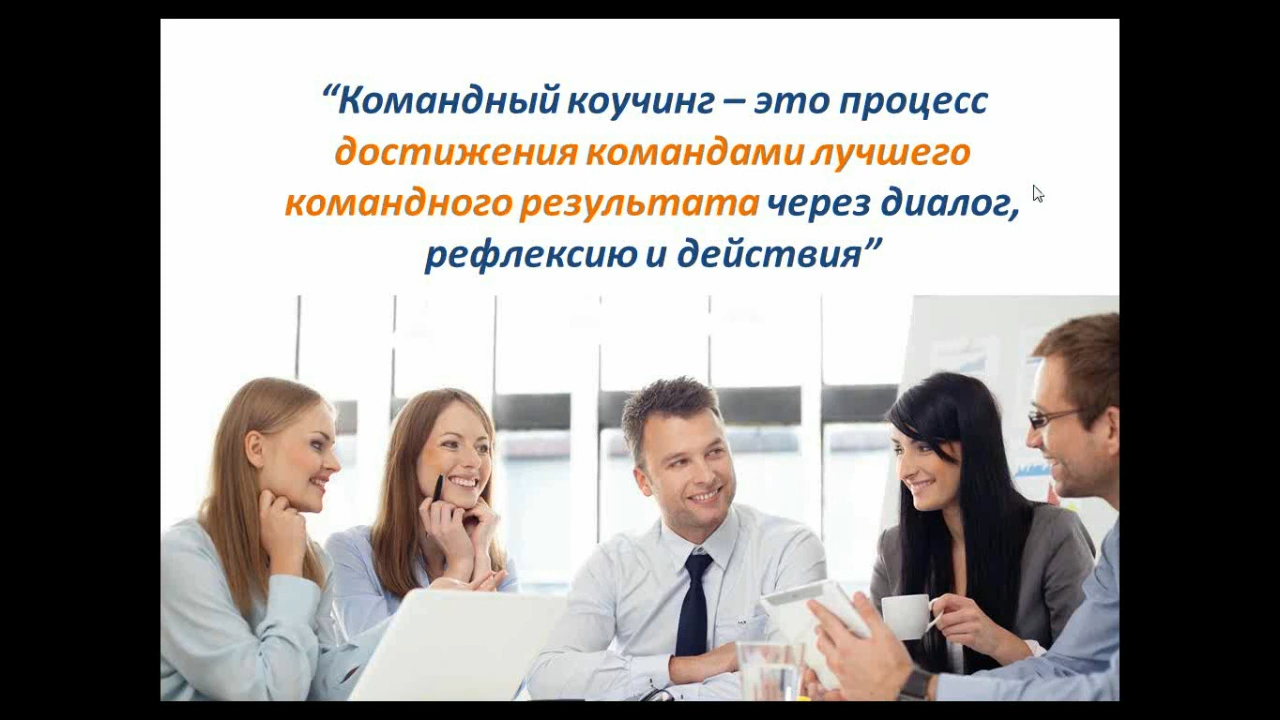 “Командный коучинг – это процесс
достижения командами лучшего
командного результата через диалог,
рефлексию и действия”